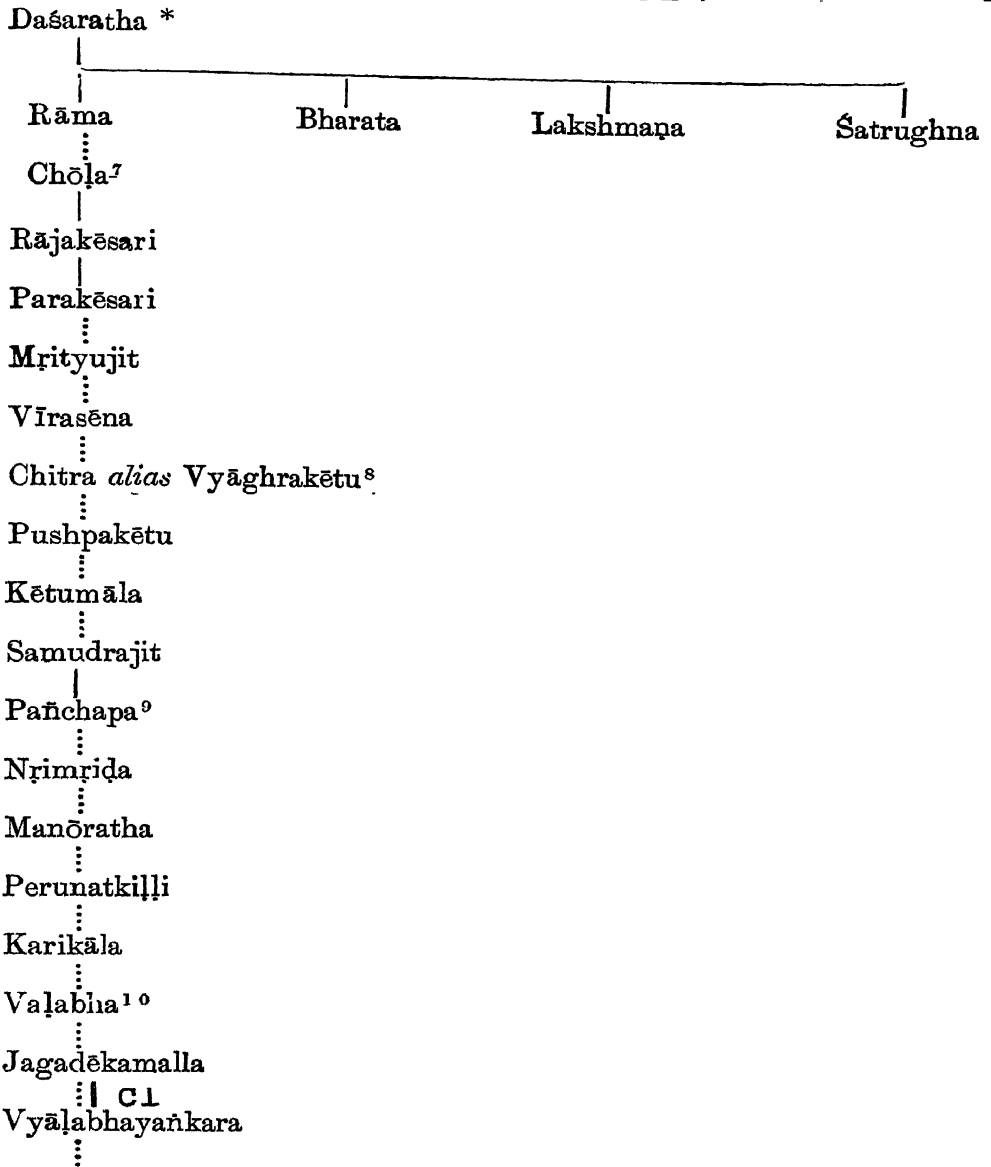 Daśaratha *
Rāma Bharata Lakshmaṇa Śatrughna
Chōḷa⁷
Rājakēsari
Parakēsari
Mṛityujit
Vīrasēna
Chitra alias Vyāghrakētu⁸
Pushpakētu
Kētumāla
Samudrajit
Pañchapa⁹
Nṛimṛiḍa
Manōratha
Perunatkiḷḷi
Karikāla
Vaḷabha¹⁰
Jagadēkamalla
Vyāḷabhayaṅkara